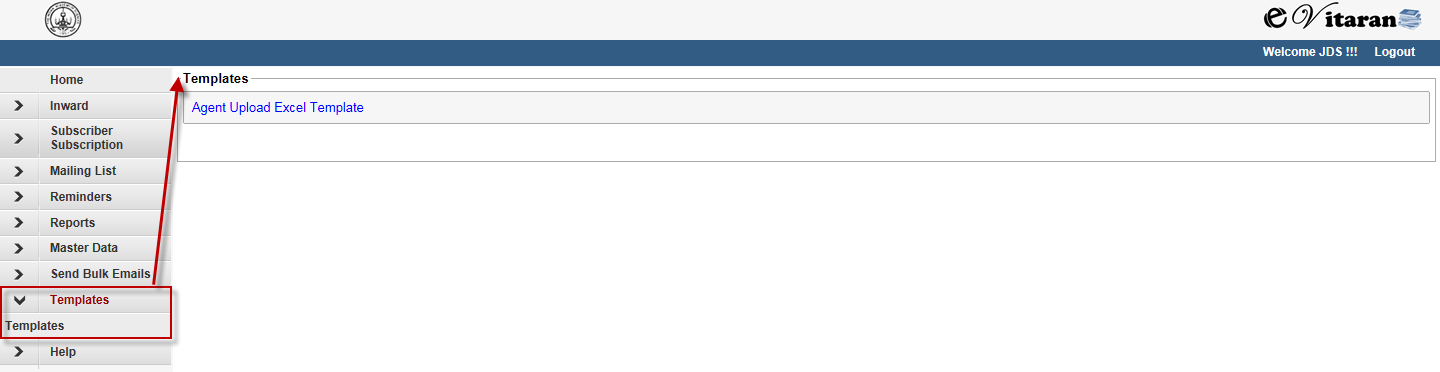 e Vitaran
Welcome JDS !!! Logout
Home
Inward
Subscriber
Subscription
Mailing List
Reminders
Reports
Master Data
Send Bulk Emails
Templates
Templates
Help
Templates
Agent Upload Excel Template